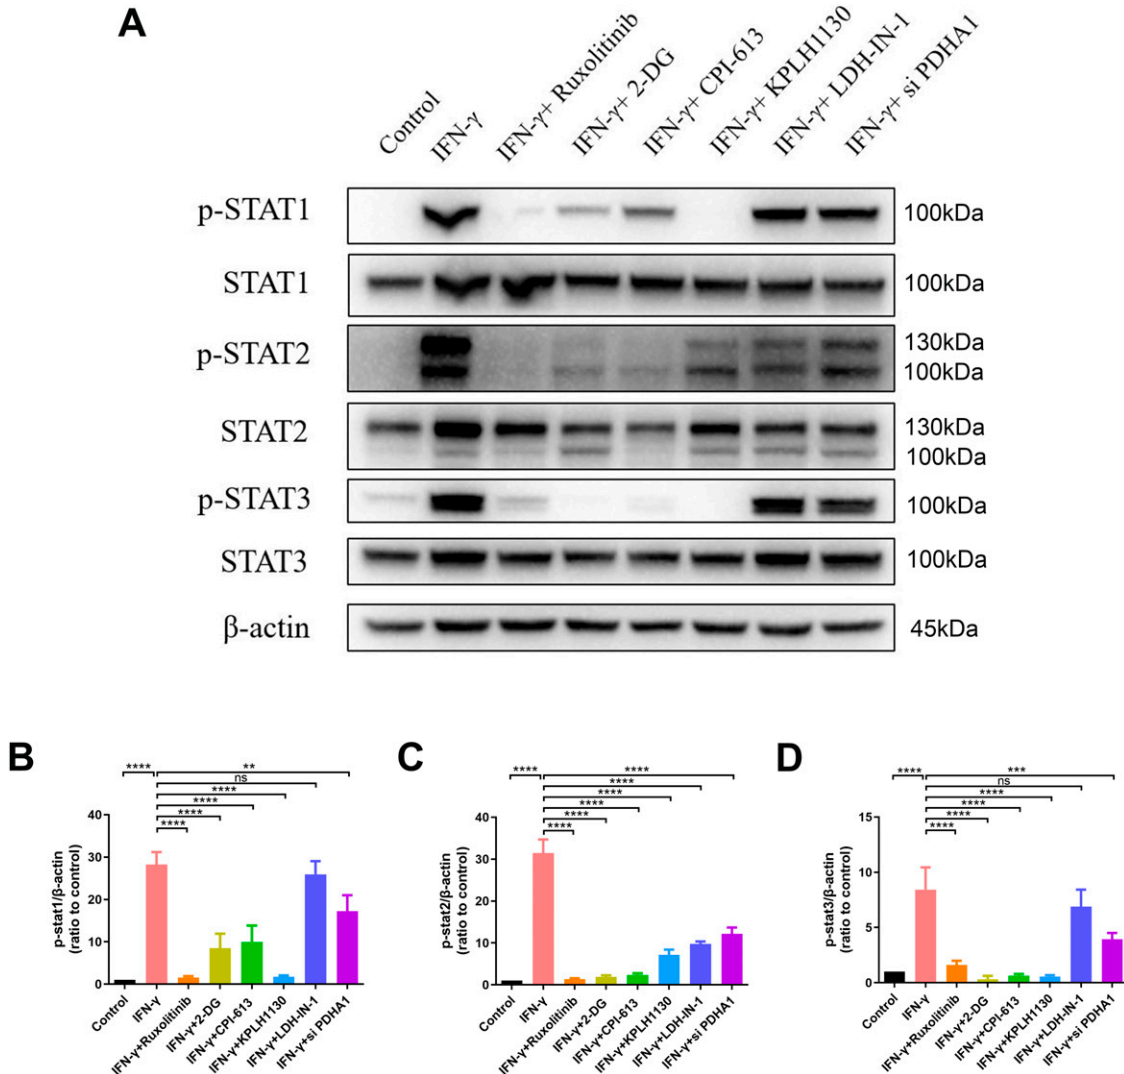 A
Control
IFN-γ
IFN-γ+ Ruxolitinib
IFN-γ+ 2-DG
IFN-γ+ CPI-613
IFN-γ+ KPLH1130
IFN-γ+ LDH-IN-1
IFN-γ+ si PDHA1
p-STAT1 100kDa
STAT1 100kDa
p-STAT2 130kDa
100kDa
STAT2 130kDa
100kDa
p-STAT3 100kDa
STAT3 100kDa
β-actin 45kDa
B
**** **
ns
****
****
****
****
p-stat1/β-actin
(ratio to control)
40
30
20
10
0
Control
IFN-γ
IFN-γ+Ruxolitinib
IFN-γ+2-DG
IFN-γ+CPI-613
IFN-γ+KPLH1130
IFN-γ+LDH-IN-1
IFN-γ+si PDHA1
C
**** ****
****
****
****
****
****
p-stat2/β-actin
(ratio to control)
40
30
20
10
0
Control
IFN-γ
IFN-γ+Ruxolitinib
IFN-γ+2-DG
IFN-γ+CPI-613
IFN-γ+KPLH1130
IFN-γ+LDH-IN-1
IFN-γ+si PDHA1
D
**** ***
ns
****
****
****
****
p-stat3/β-actin
(ratio to control)
15
10
5
0
Control
IFN-γ
IFN-γ+Ruxolitinib
IFN-γ+2-DG
IFN-γ+CPI-613
IFN-γ+KPLH1130
IFN-γ+LDH-IN-1
IFN-γ+si PDHA1